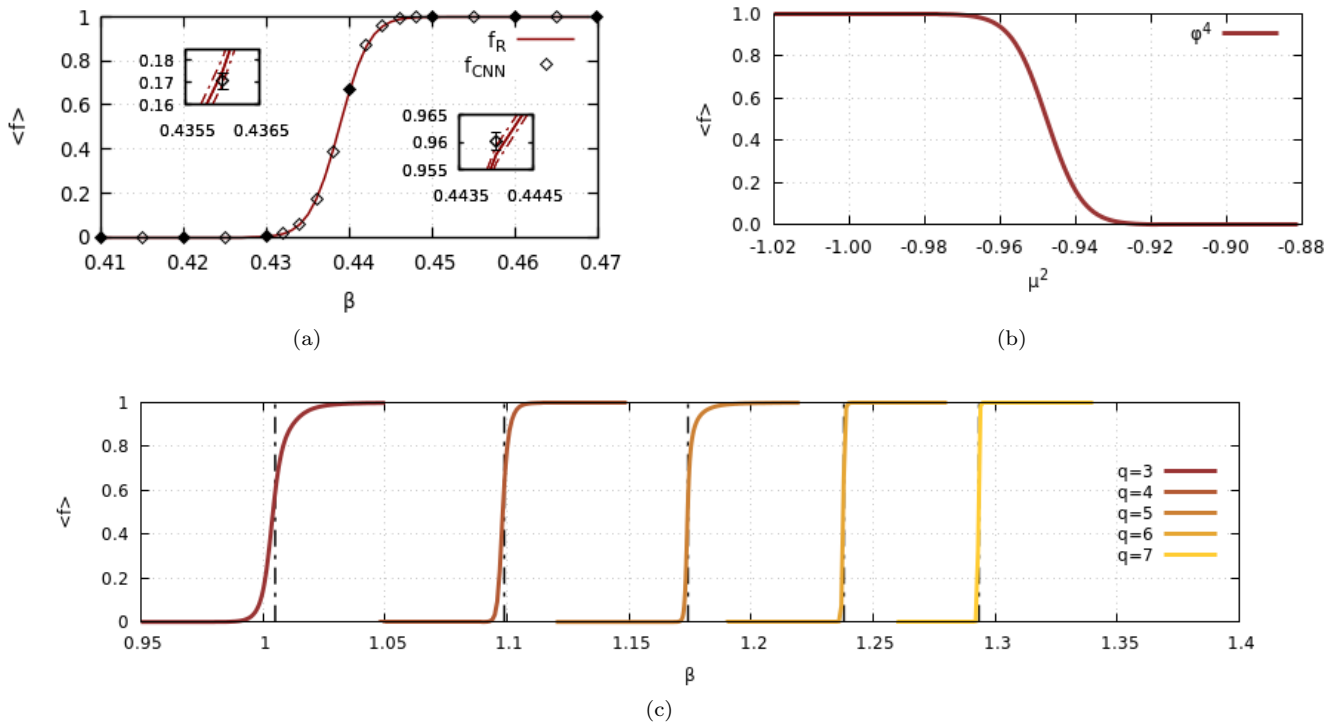 <f>
1
0.8
0.6
0.4
0.2
0
0.41 0.42 0.43 0.44 0.45 0.46 0.47
β
f_R
f_CNN
0.18
0.17
0.16
0.4355 0.4365
0.965
0.96
0.955
0.4435 0.4445
(a)
<f>
1.0
0.8
0.6
0.4
0.2
0.0
-1.02 -1.00 -0.98 -0.96 -0.94 -0.92 -0.90 -0.88
μ²
φ⁴
(b)
<f>
1
0.8
0.6
0.4
0.2
0
0.95 1 1.05 1.1 1.15 1.2 1.25 1.3 1.35 1.4
β
q=3
q=4
q=5
q=6
q=7
(c)